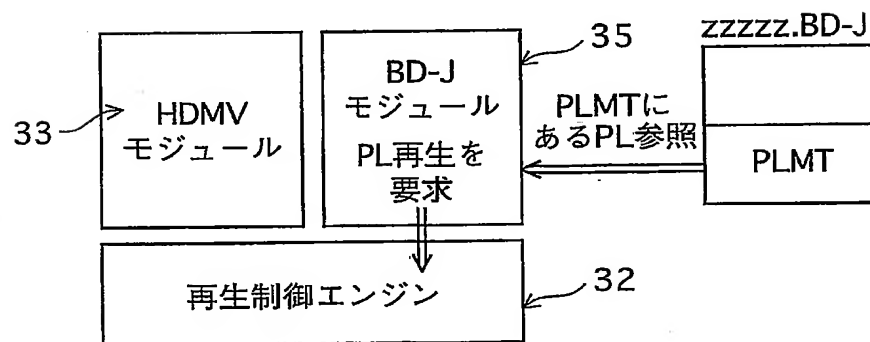 zzzzz.BD-J
35
33
HDMV
モジュール
BD-J
モジュール
PL再生を
要求
PLMTに
あるPL参照
PLMT
再生制御エンジン
32